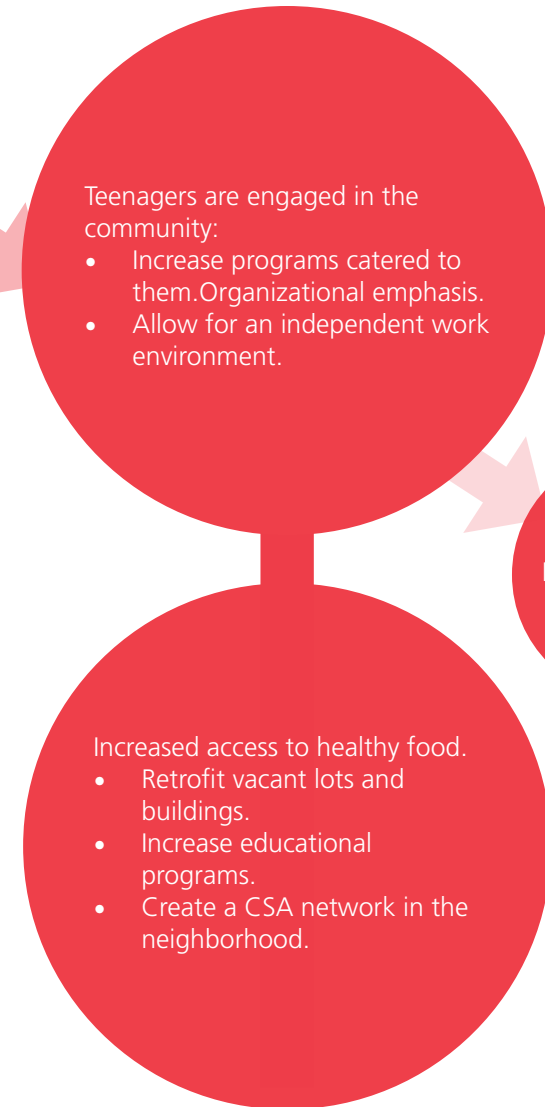 Teenagers are engaged in the
community:
• Increase programs catered to
them.Organizational emphasis.
• Allow for an independent work
environment.
Increased access to healthy food.
• Retrofit vacant lots and
buildings.
• Increase educational
programs.
• Create a CSA network in the
neighborhood.